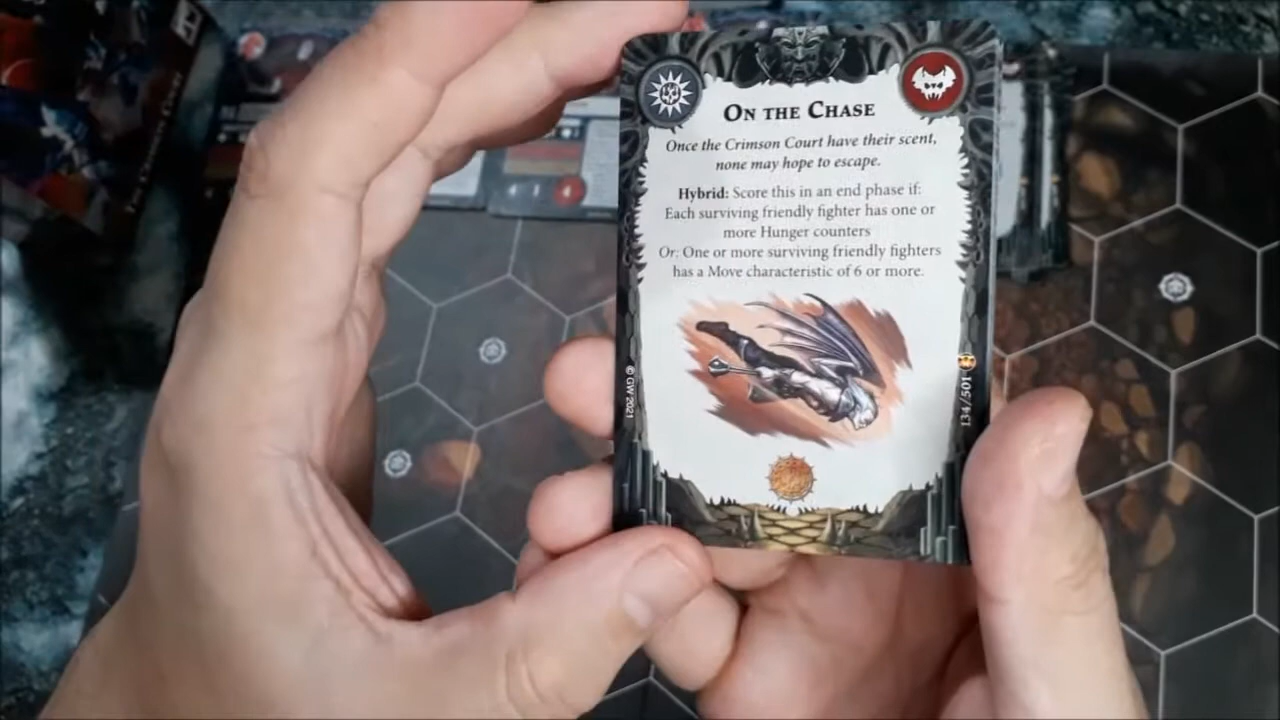 On the Chase
Once the Crimson Court have their scent,
none may hope to escape.
Hybrid: Score this in an end phase if:
Each surviving friendly fighter has one or
more Hunger counters
Or: One or more surviving friendly fighters
has a Move characteristic of 6 or more.
© GW 2021
134/501